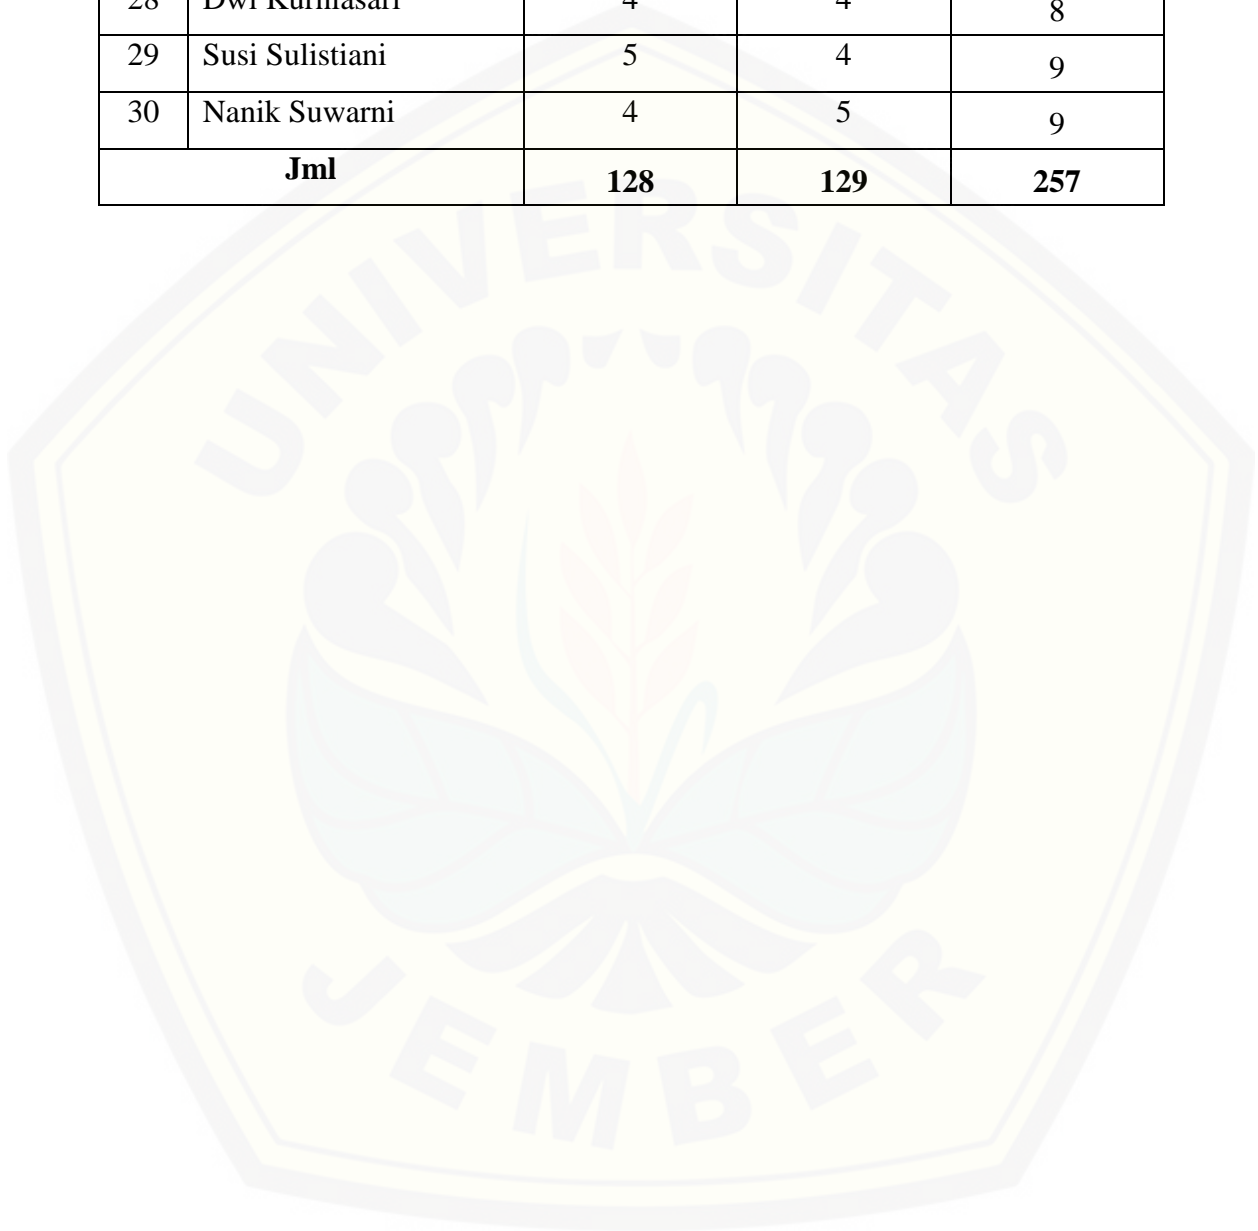 28 Dwi Kurniasari 4 4 8
29 Susi Sulistiani 5 4 9
30 Nanik Suwarni 4 5 9
Jml 128 129 257
UNIVERSITAS
JEMBER